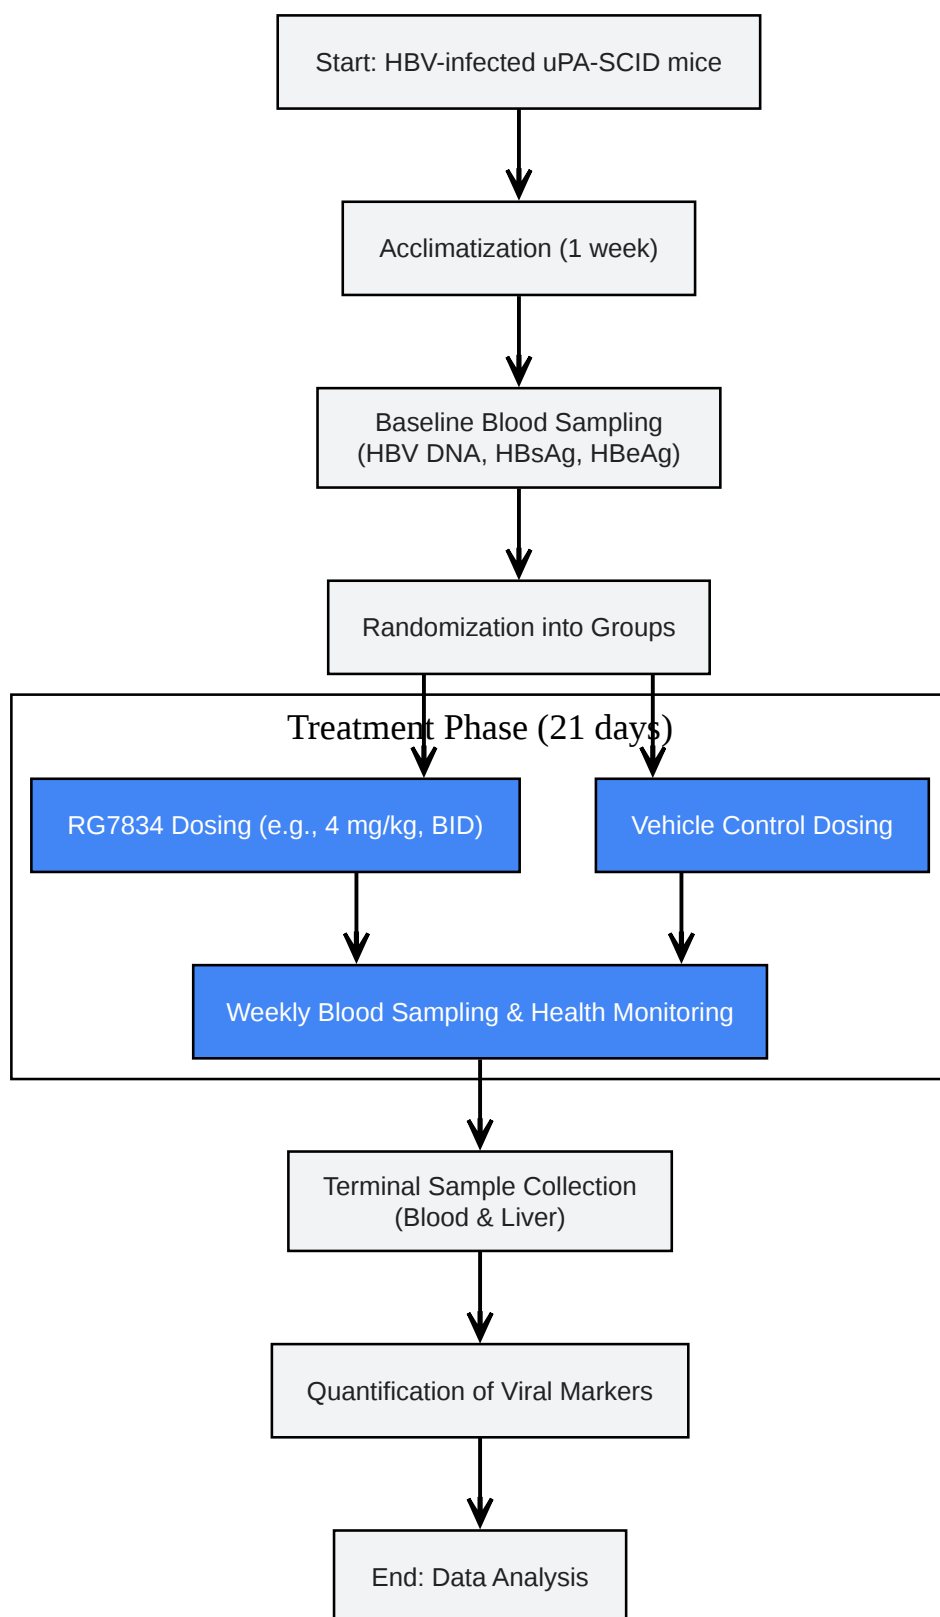 Start: HBV-infected uPA-SCID mice
Acclimatization (1 week)
Baseline Blood Sampling
(HBV DNA, HBsAg, HBeAg)
Randomization into Groups
Treatment Phase (21 days)
RG7834 Dosing (e.g., 4 mg/kg, BID)
Vehicle Control Dosing
Weekly Blood Sampling & Health Monitoring
Terminal Sample Collection
(Blood & Liver)
Quantification of Viral Markers
End: Data Analysis